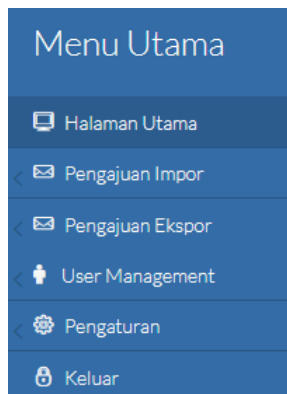 Menu Utama
Halaman Utama
Pengajuan Impor
Pengajuan Ekspor
User Management
Pengaturan
Keluar